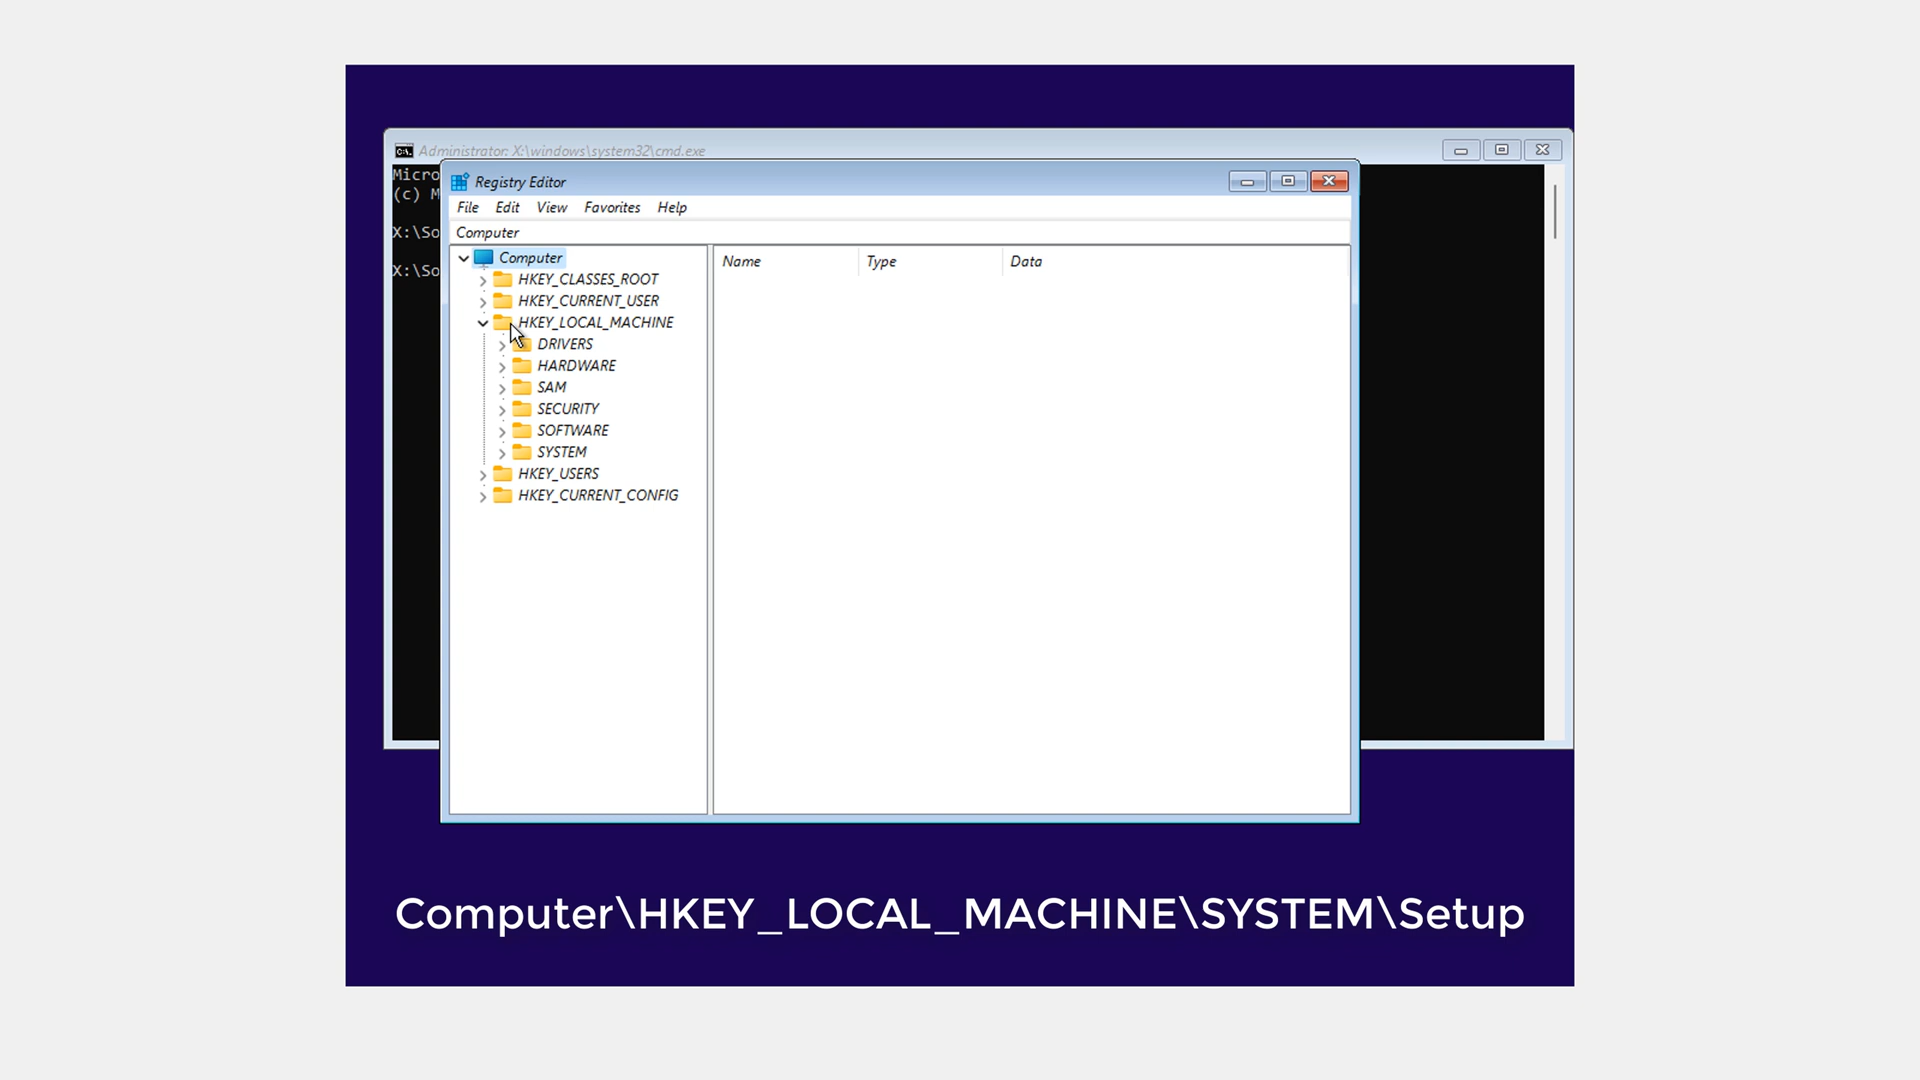 Administrator: X:\windows\system32\cmd.exe
Micro
(c) M
X:\So
X:\So
Registry Editor
File Edit View Favorites Help
Computer
Computer
HKEY_CLASSES_ROOT
HKEY_CURRENT_USER
HKEY_LOCAL_MACHINE
DRIVERS
HARDWARE
SAM
SECURITY
SOFTWARE
SYSTEM
HKEY_USERS
HKEY_CURRENT_CONFIG
Name Type Data
Computer\HKEY_LOCAL_MACHINE\SYSTEM\Setup